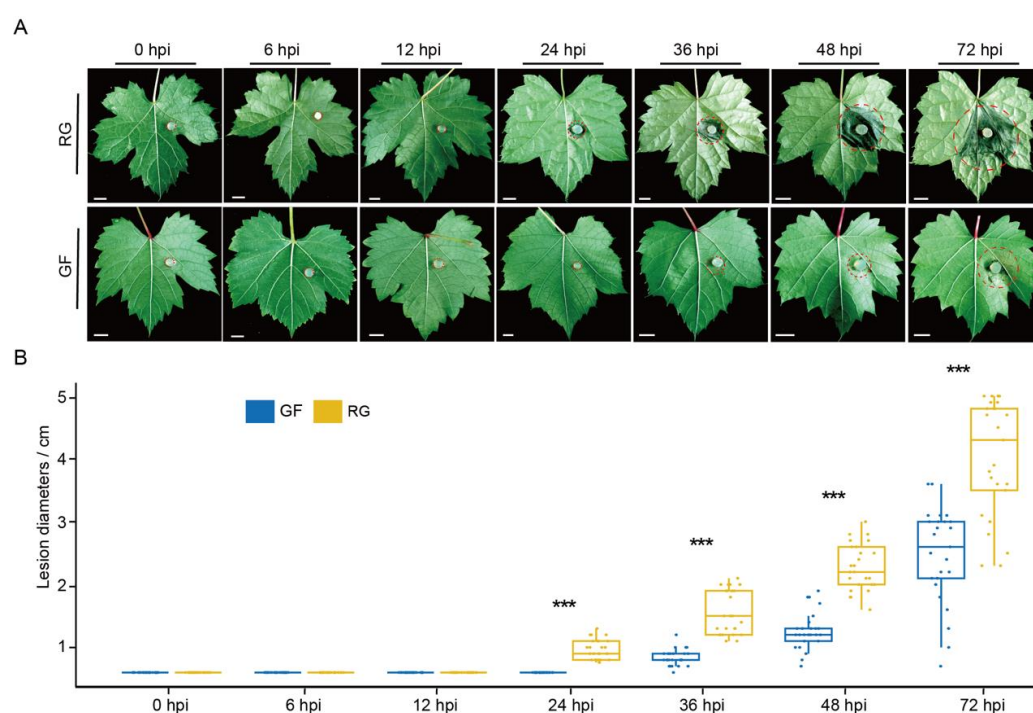 A
0 hpi 6 hpi 12 hpi 24 hpi 36 hpi 48 hpi 72 hpi
RG
GF
B
***
5
GF RG
4
***
***
3
***
2
1
Lesion diameters / cm
0 hpi 6 hpi 12 hpi 24 hpi 36 hpi 48 hpi 72 hpi